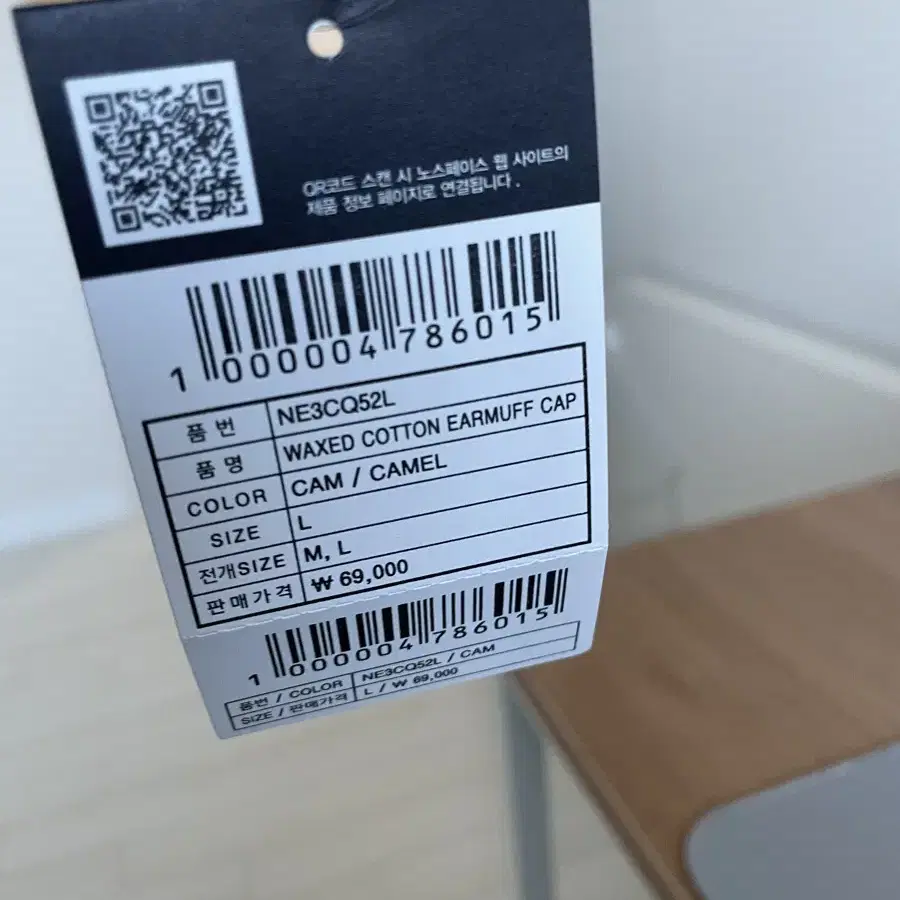 QR코드 스캔 시 노스페이스 웹 사이트의
제품 정보 페이지로 연결됩니다.
1 000004 786015
품 번 NE3CQ52L
품 명 WAXED COTTON EARMUFF CAP
COLOR CAM / CAMEL
SIZE L
전개SIZE M, L
판매가격 ₩ 69,000
1 000004 786015
품번 / COLOR NE3CQ52L / CAM
SIZE / 판매가격 L / ₩ 69,000